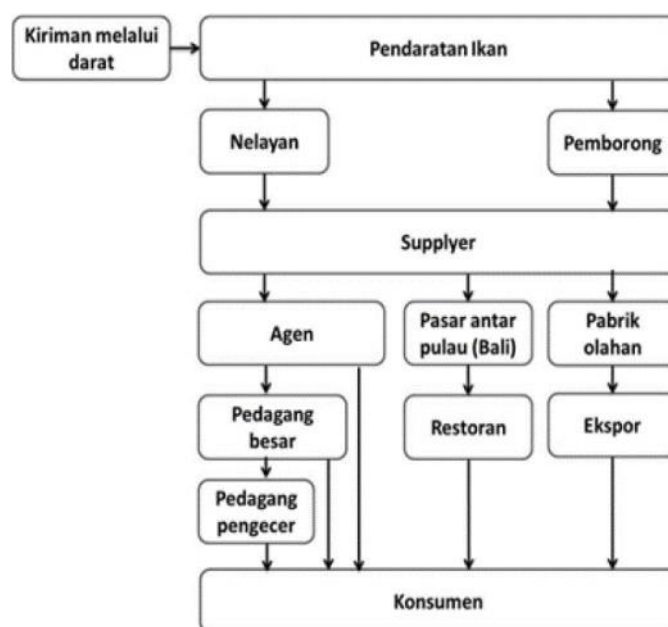 Kiriman melalui
darat
Pendaratan Ikan
Nelayan
Pemborong
Supplyer
Agen
Pasar antar
pulau (Bali)
Pabrik
olahan
Pedagang
besar
Restoran
Ekspor
Pedagang
pengecer
Konsumen